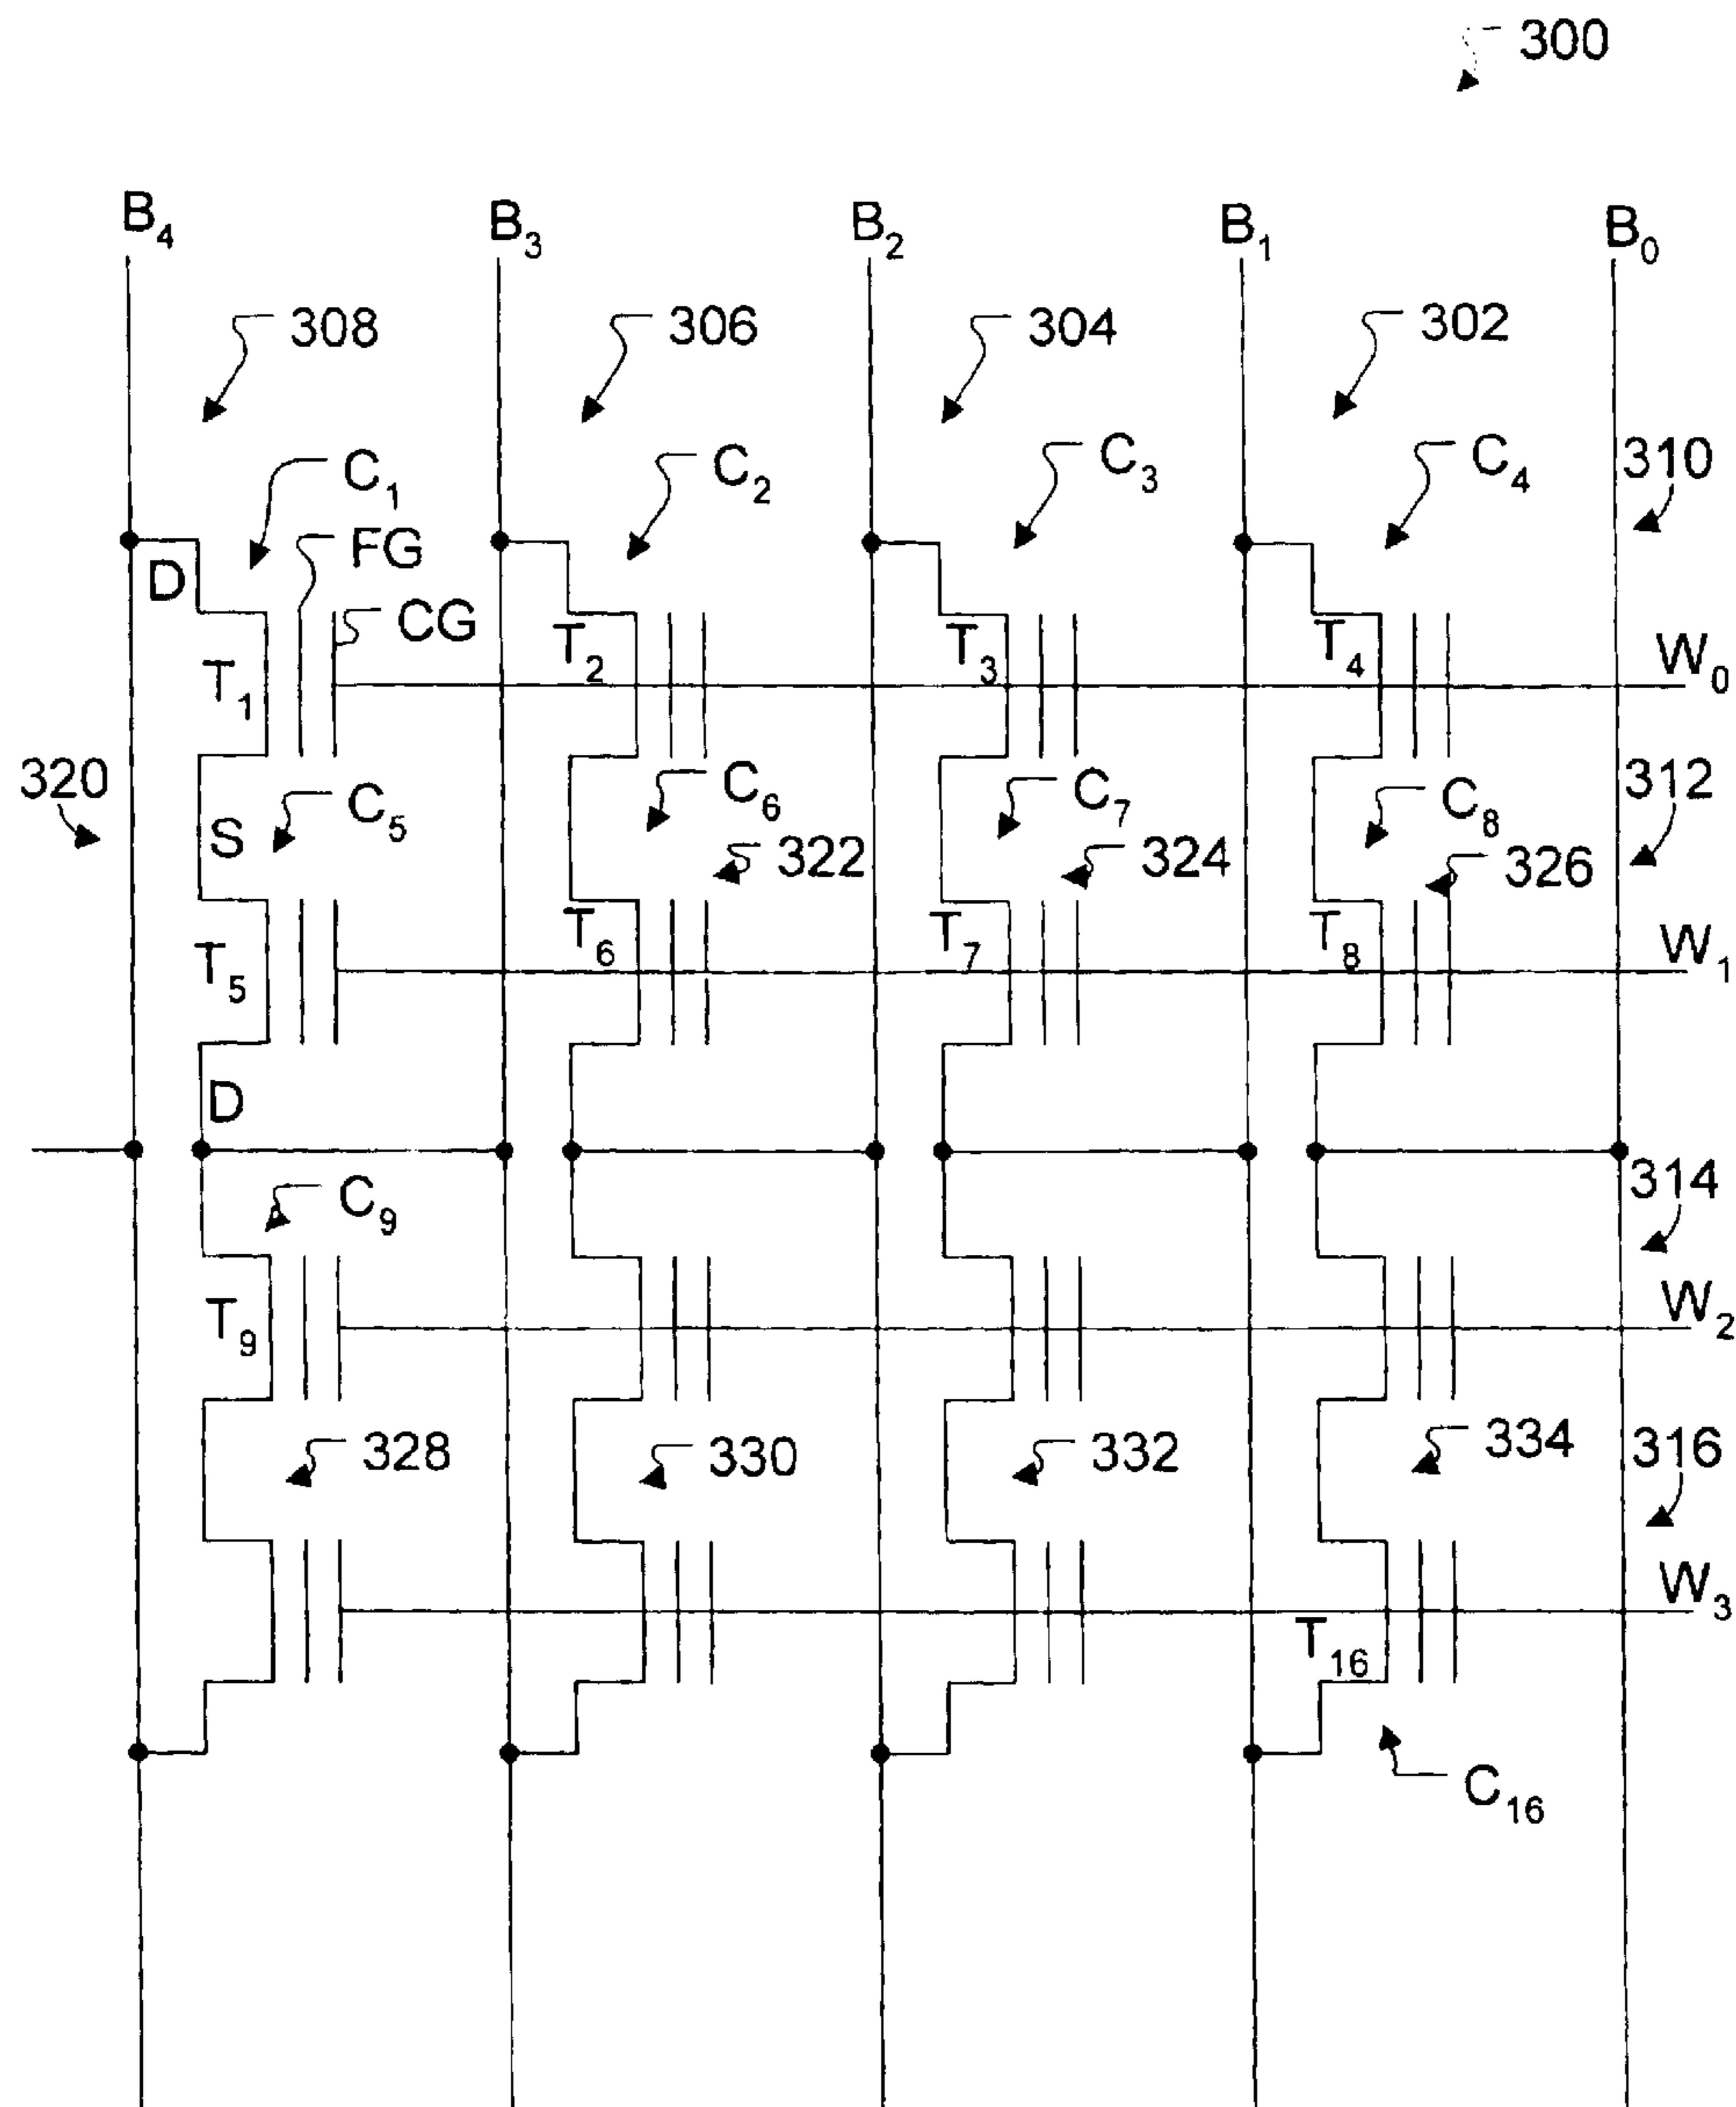 300
B4 B3 B2 B1 B0
308 306 304 302
C1 C2 C3 C4 310
FG
D
CG
T1 T2 T3 T4 W0
320 C5 C6 C7 C8 312
S 322 324 326
T5 T6 T7 T8 W1
D
C9 314
T9 W2
328 330 332 334 316
W3
T16
C16